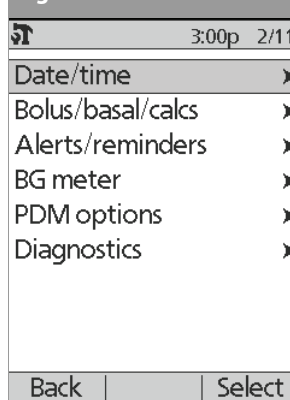 3:00p 2/11
Date/time
Bolus/basal/calcs
Alerts/reminders
BG meter
PDM options
Diagnostics
Back Select